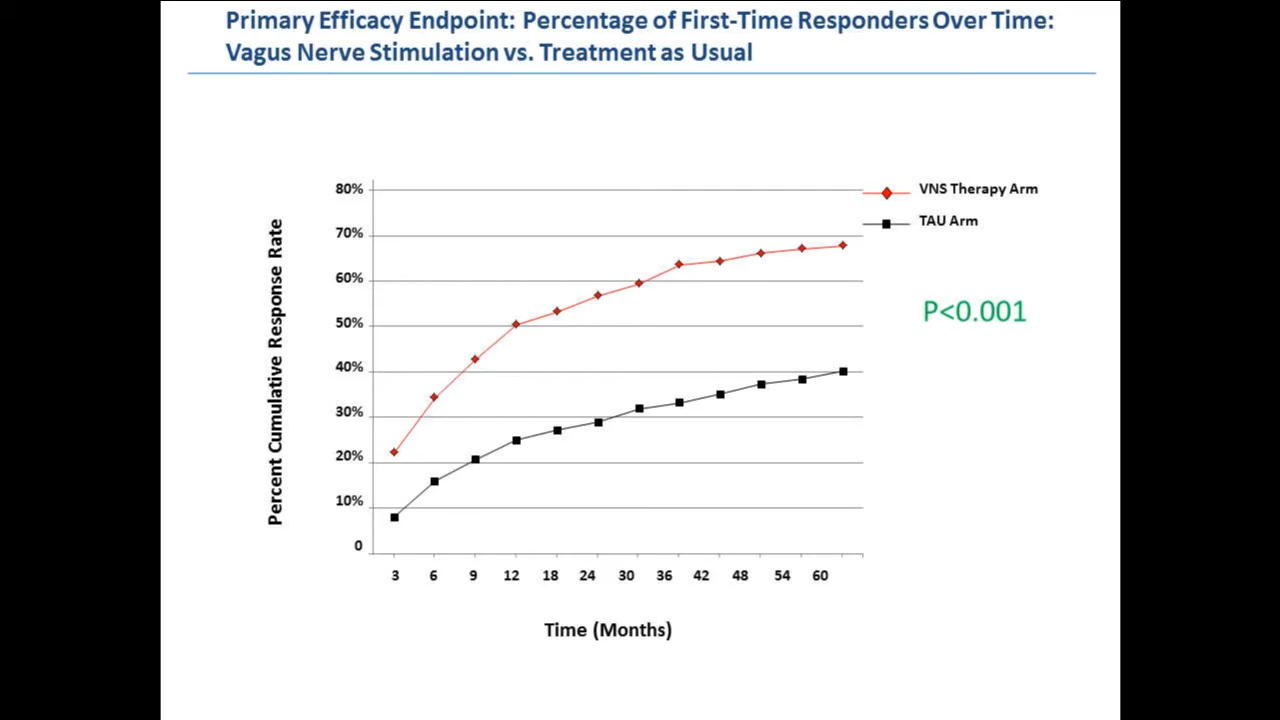 Primary Efficacy Endpoint: Percentage of First-Time Responders Over Time:
Vagus Nerve Stimulation vs. Treatment as Usual
VNS Therapy Arm
TAU Arm
P<0.001
Percent Cumulative Response Rate
80%
70%
60%
50%
40%
30%
20%
10%
0
3 6 9 12 18 24 30 36 42 48 54 60
Time (Months)